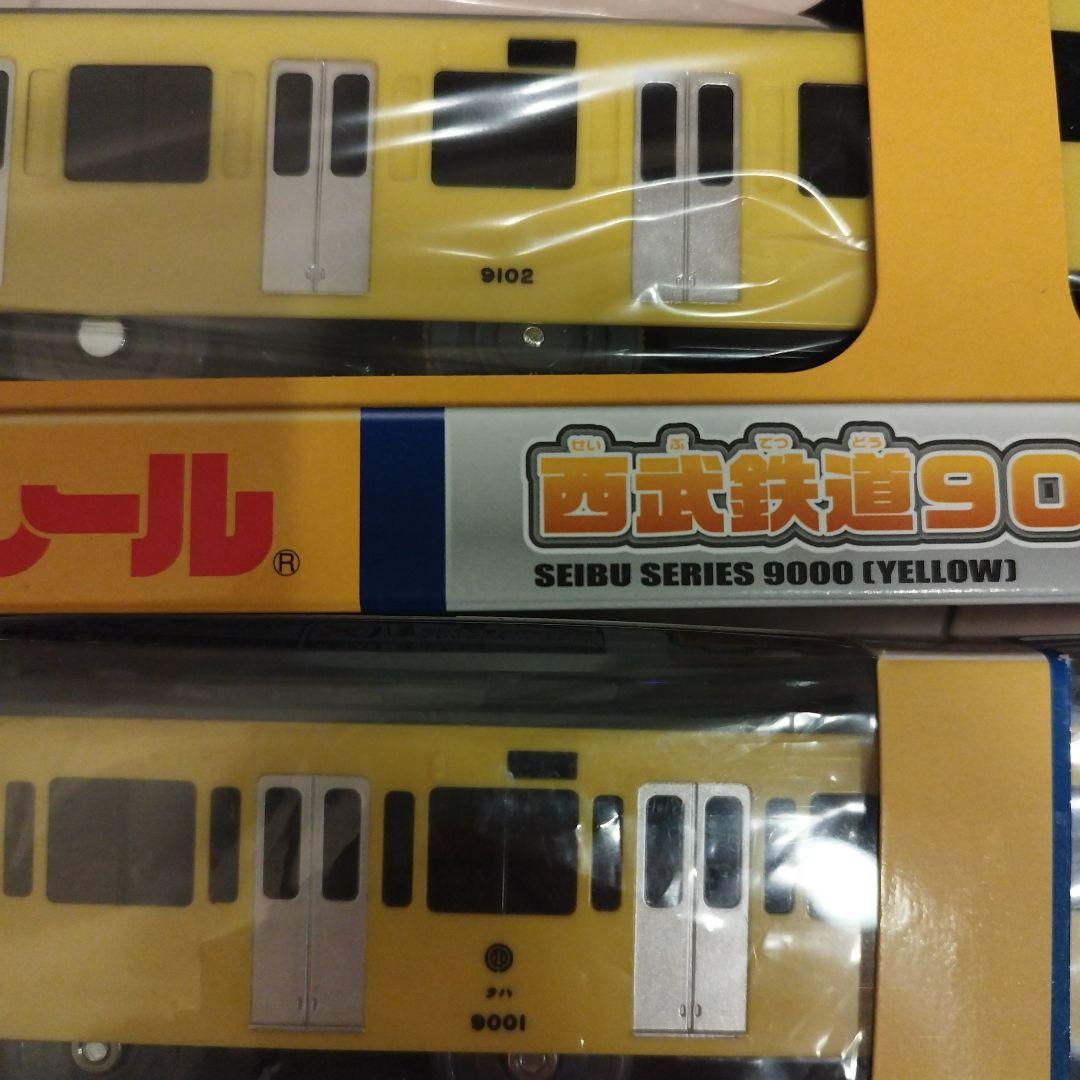 9102
ール®
せいぶてつどう
西武鉄道90
SEIBU SERIES 9000 (YELLOW)
クハ
9001